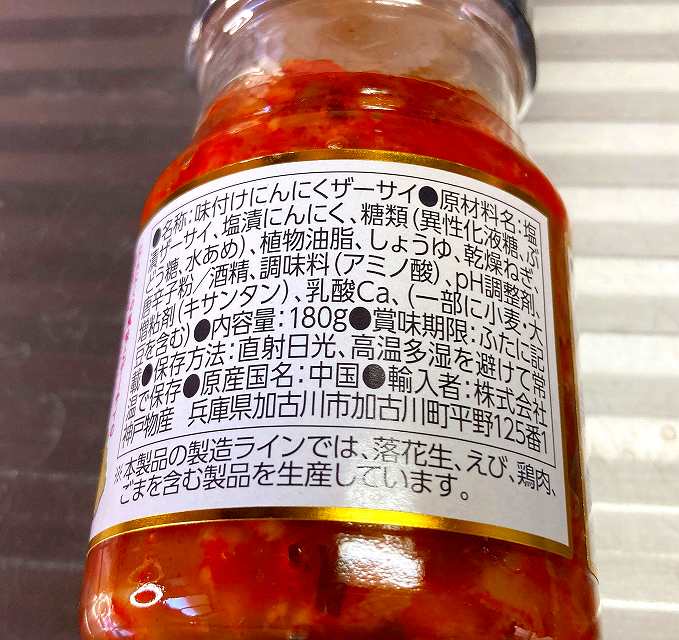 ●名称:味付けにんにくザーサイ●原材料名:塩
漬ザーサイ、塩漬にんにく、糖類(異性化液糖、ぶ
どう糖、水あめ)、植物油脂、しょうゆ、乾燥ねぎ、
唐辛子粉/酒精、調味料(アミノ酸)、pH調整剤、
増粘剤(キサンタン)、乳酸Ca、(一部に小麦・大
豆を含む)●内容量:180g●賞味期限:ふたに記
載●保存方法:直射日光、高温多湿を避けて常
温で保存●原産国名:中国●輸入者:株式会社
神戸物産 兵庫県加古川市加古川町平野125番1
※本製品の製造ラインでは、落花生、えび、鶏肉、
ごまを含む製品を生産しています。